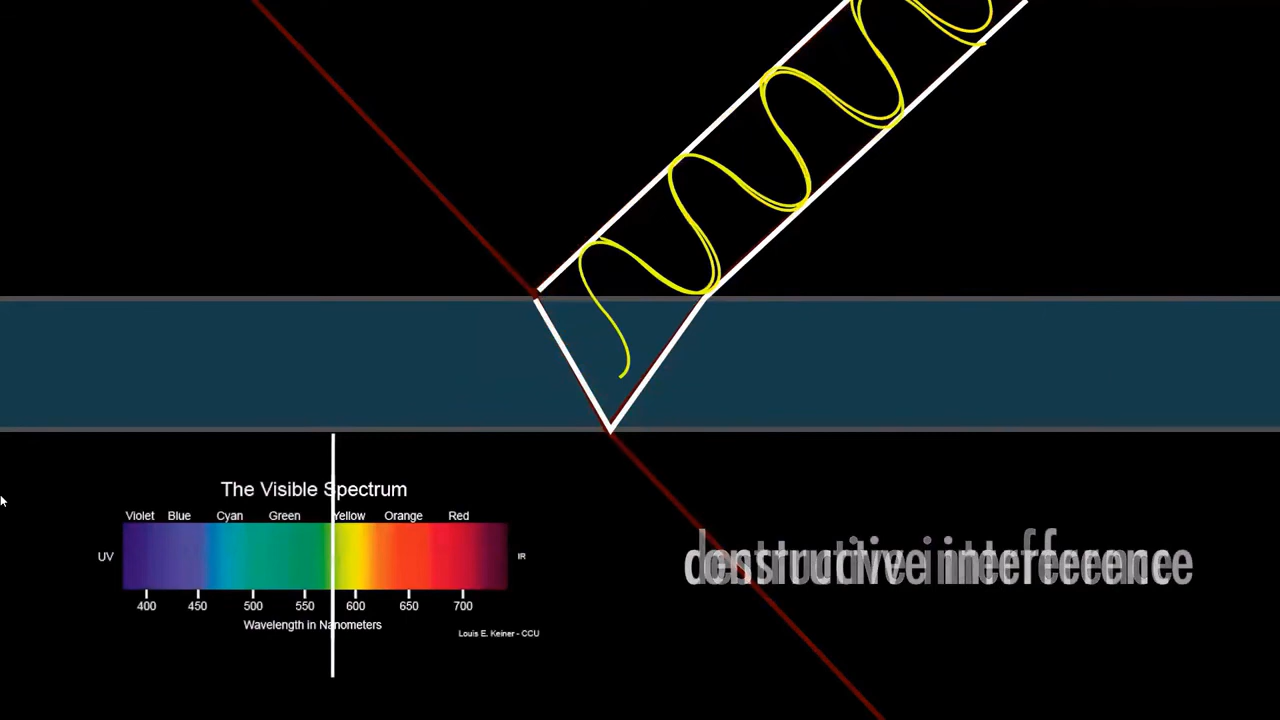 The Visible Spectrum
Violet Blue Cyan Green Yellow Orange Red
UV IR
400 450 500 550 600 650 700
Wavelength in Nanometers
Louis E. Keiner - CCU